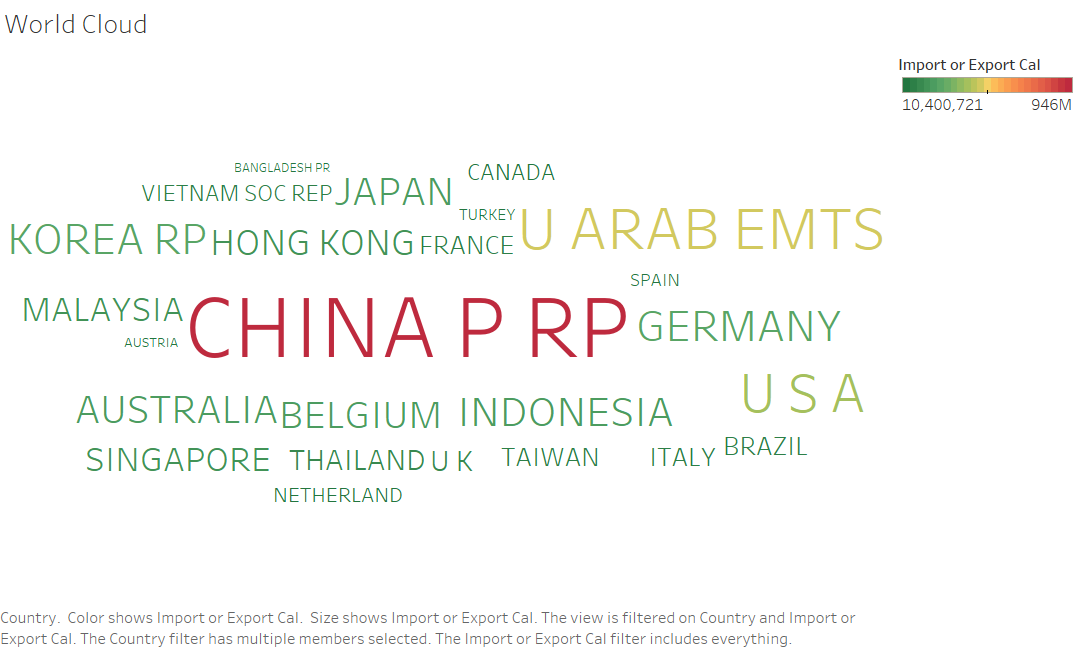 World Cloud
Import or Export Cal
10,400,721 946M
BANGLADESH PR
CANADA
VIETNAM SOC REP JAPAN
TURKEY
KOREA RP HONG KONG FRANCE U ARAB EMTS
SPAIN
MALAYSIA CHINA P RP GERMANY
AUSTRIA
U S A
AUSTRALIA BELGIUM INDONESIA
BRAZIL
SINGAPORE THAILAND U K TAIWAN ITALY
NETHERLAND
Country.  Color shows Import or Export Cal.  Size shows Import or Export Cal. The view is filtered on Country and Import or
Export Cal. The Country filter has multiple members selected. The Import or Export Cal filter includes everything.